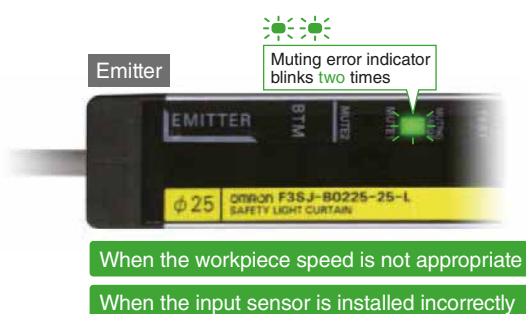 Emitter
Muting error indicator
blinks two times
EMITTER
BTM
MUTE2
MUTE1
MUTING
φ25
OMRON F3SJ-B0225-25-L
SAFETY LIGHT CURTAIN
When the workpiece speed is not appropriate
When the input sensor is installed incorrectly